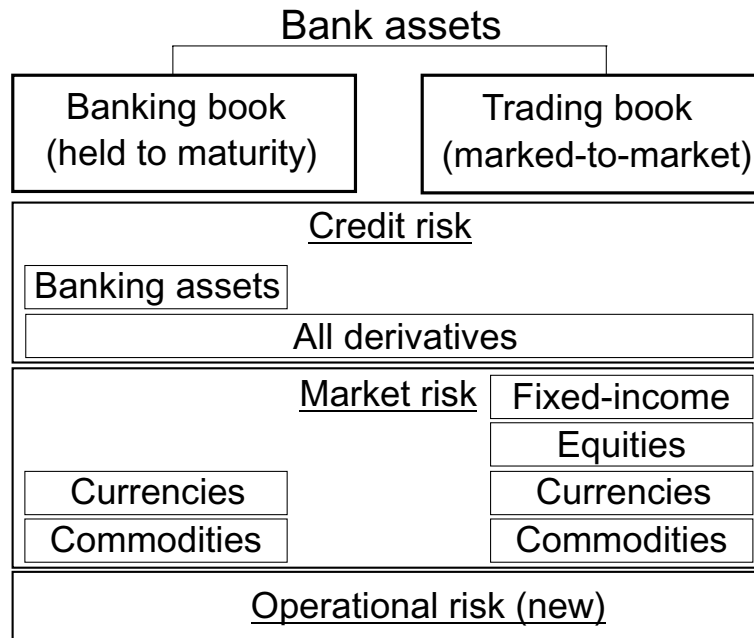 Bank assets
Banking book
(held to maturity)
Trading book
(marked-to-market)
Credit risk
Banking assets
All derivatives
Market risk
Fixed-income
Equities
Currencies
Currencies
Commodities
Commodities
Operational risk (new)